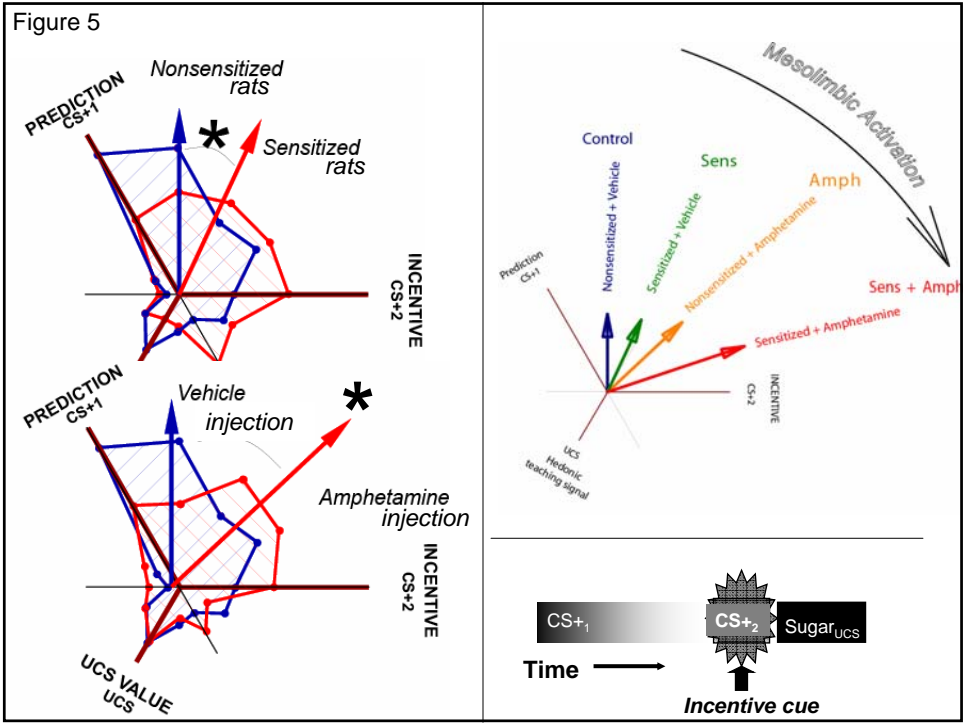 Figure 5
Nonsensitized
rats
PREDICTION
CS+1
*
Sensitized
rats
INCENTIVE
CS+2
PREDICTION
CS+1
Vehicle
injection
*
Amphetamine
injection
INCENTIVE
CS+2
UCS VALUE
UCS
Mesolimbic Activation
Control
Sens
Amph
Nonsensitized + Vehicle
Sensitized + Vehicle
Nonsensitized + Amphetamine
Prediction
CS+1
Sens + Amph
Sensitized + Amphetamine
INCENTIVE
CS+2
UCS
Hedonic
teaching signal
CS+1
CS+2
SugarUCS
Time
Incentive cue